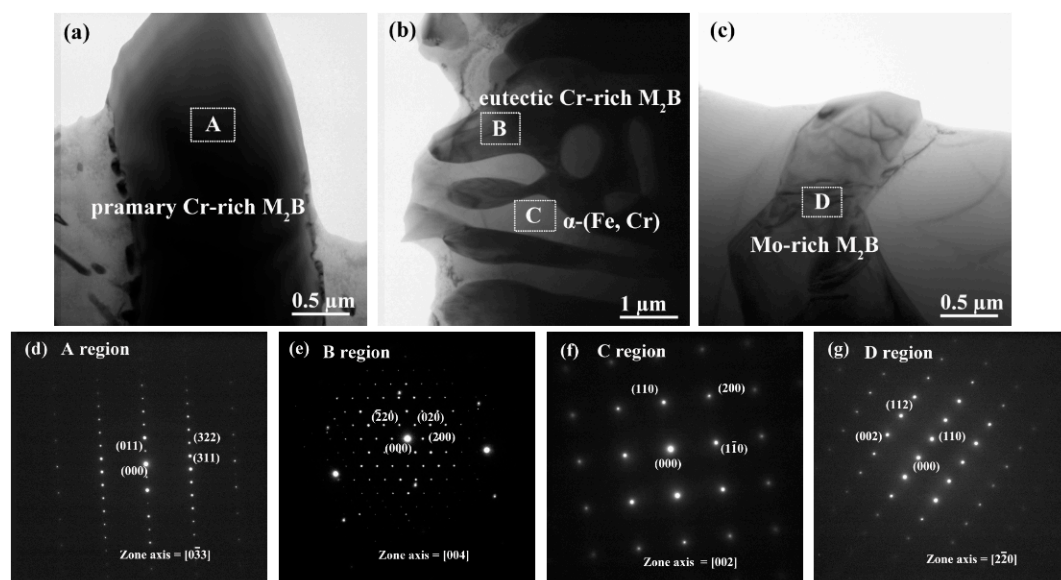 (a)
A
pramary Cr-rich M₂B
0.5 μm
(b)
eutectic Cr-rich M₂B
B
C α-(Fe, Cr)
1 μm
(c)
D
Mo-rich M₂B
0.5 μm
(d) A region
(011)
(322)
(000)
(311)
Zone axis = [03̄3]
(e) B region
(2̄20) (020)
(000) (200)
Zone axis = [004]
(f) C region
(110) (200)
(000) (11̄0)
Zone axis = [002]
(g) D region
(112)
(002) (110)
(000)
Zone axis = [22̄0]